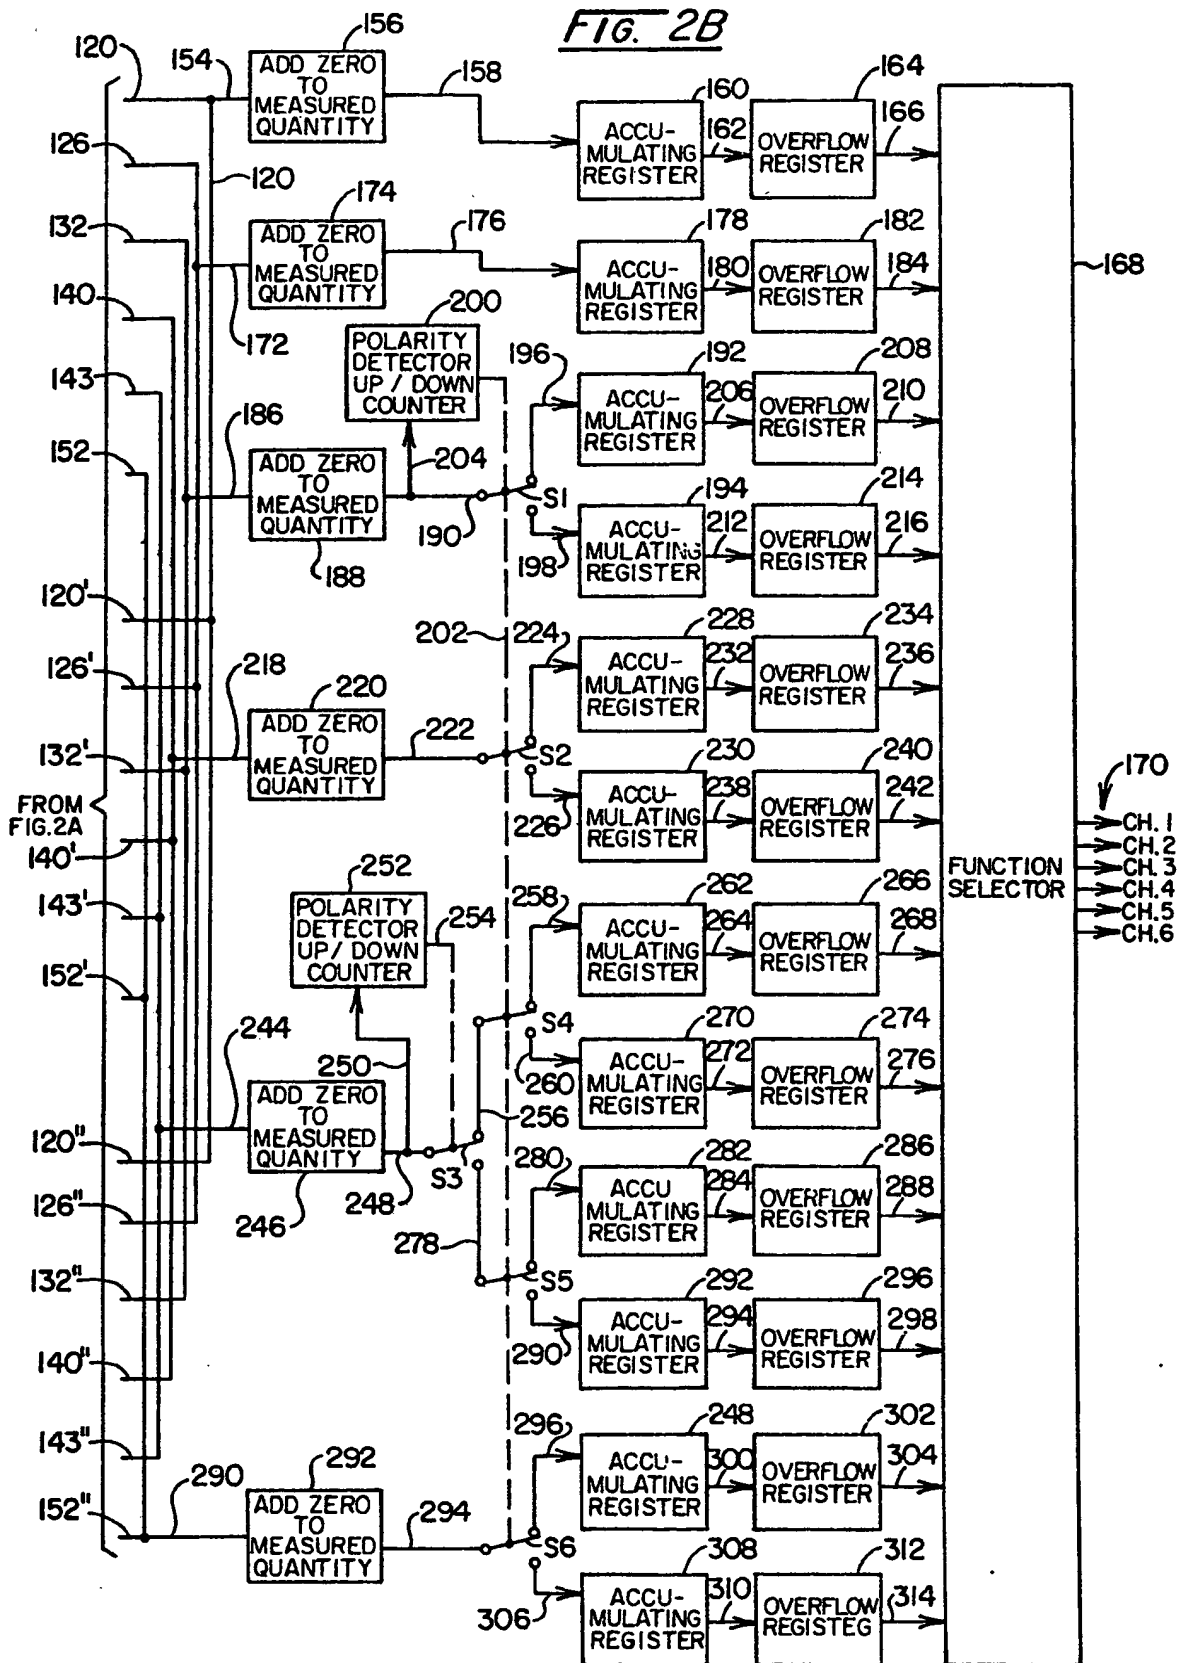 FIG. 2B
120
154
156
ADD ZERO
TO
MEASURED
QUANTITY
158
160
ACCU-
MULATING
REGISTER
162
164
OVERFLOW
REGISTER
166
126
120
132
174
ADD ZERO
TO
MEASURED
QUANTITY
172
176
178
ACCU-
MULATING
REGISTER
180
182
OVERFLOW
REGISTER
184
168
140
200
POLARITY
DETECTOR
UP / DOWN
COUNTER
143
196
192
ACCU-
MULATING
REGISTER
206
208
OVERFLOW
REGISTER
210
152
186
ADD ZERO
TO
MEASURED
QUANTITY
188
204
190
S1
198
194
ACCU-
MULATING
REGISTER
212
214
OVERFLOW
REGISTER
216
120'
202
126'
218
220
ADD ZERO
TO
MEASURED
QUANTITY
222
224
228
ACCU-
MULATING
REGISTER
232
234
OVERFLOW
REGISTER
236
132'
S2
226
230
ACCU-
MULATING
REGISTER
238
240
OVERFLOW
REGISTER
242
FROM
FIG.2A
140'
FUNCTION
SELECTOR
170
CH. 1
CH. 2
CH. 3
CH. 4
CH. 5
CH. 6
143'
252
POLARITY
DETECTOR
UP / DOWN
COUNTER
254
258
262
ACCU-
MULATING
REGISTER
264
266
OVERFLOW
REGISTER
268
152'
S4
260
270
ACCU-
MULATING
REGISTER
272
274
OVERFLOW
REGISTER
276
244
250
256
ADD ZERO
TO
MEASURED
QUANITY
246
248
S3
120"
126"
278
280
282
ACCU
MULATING
REGISTER
284
286
OVERFLOW
REGISTER
288
132"
S5
290
292
ACCU-
MULATING
REGISTER
294
296
OVERFLOW
REGISTER
298
140"
143"
152"
290
292
ADD ZERO
TO
MEASURED
QUANTITY
294
296
248
ACCU-
MULATING
REGISTER
300
302
OVERFLOW
REGISTER
304
S6
306
308
ACCU-
MULATING
REGISTER
310
312
OVERFLOW
REGISTEG
314